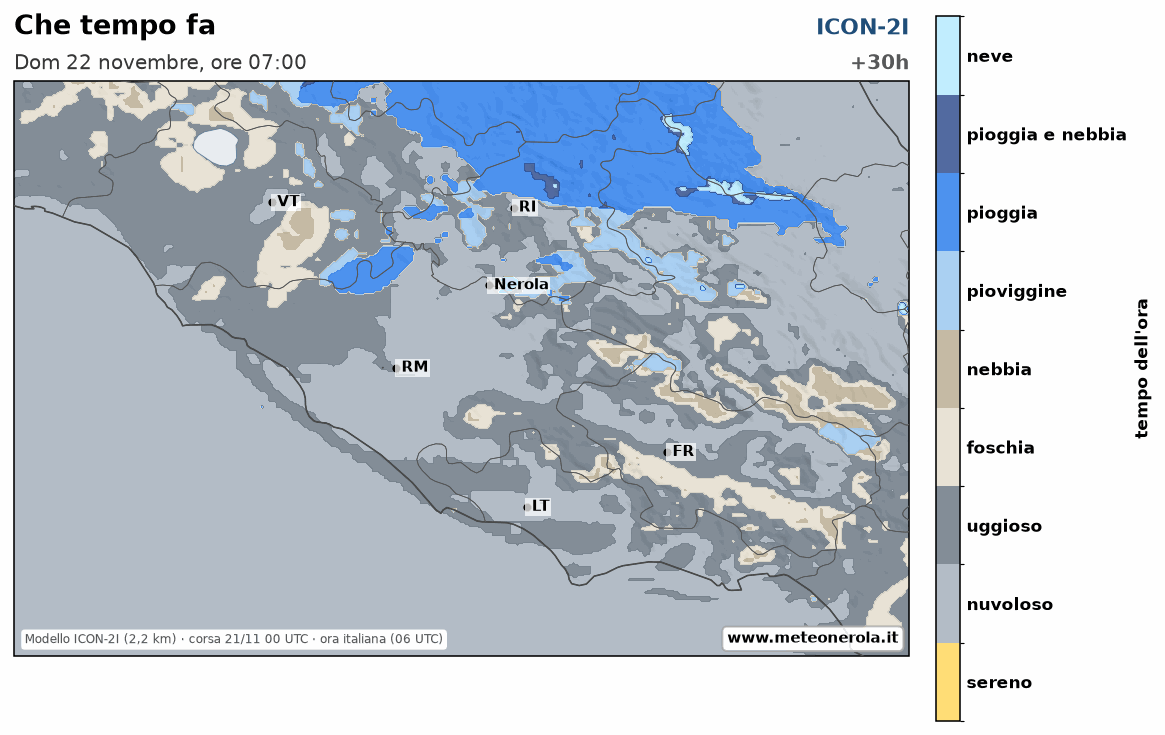 Che tempo fa
ICON-2I
Dom 22 novembre, ore 07:00
+30h
VT
RI
Nerola
RM
FR
LT
Modello ICON-2I (2,2 km) · corsa 21/11 00 UTC · ora italiana (06 UTC)
www.meteonerola.it
neve
pioggia e nebbia
pioggia
pioviggine
nebbia
foschia
uggioso
nuvoloso
sereno
tempo dell'ora